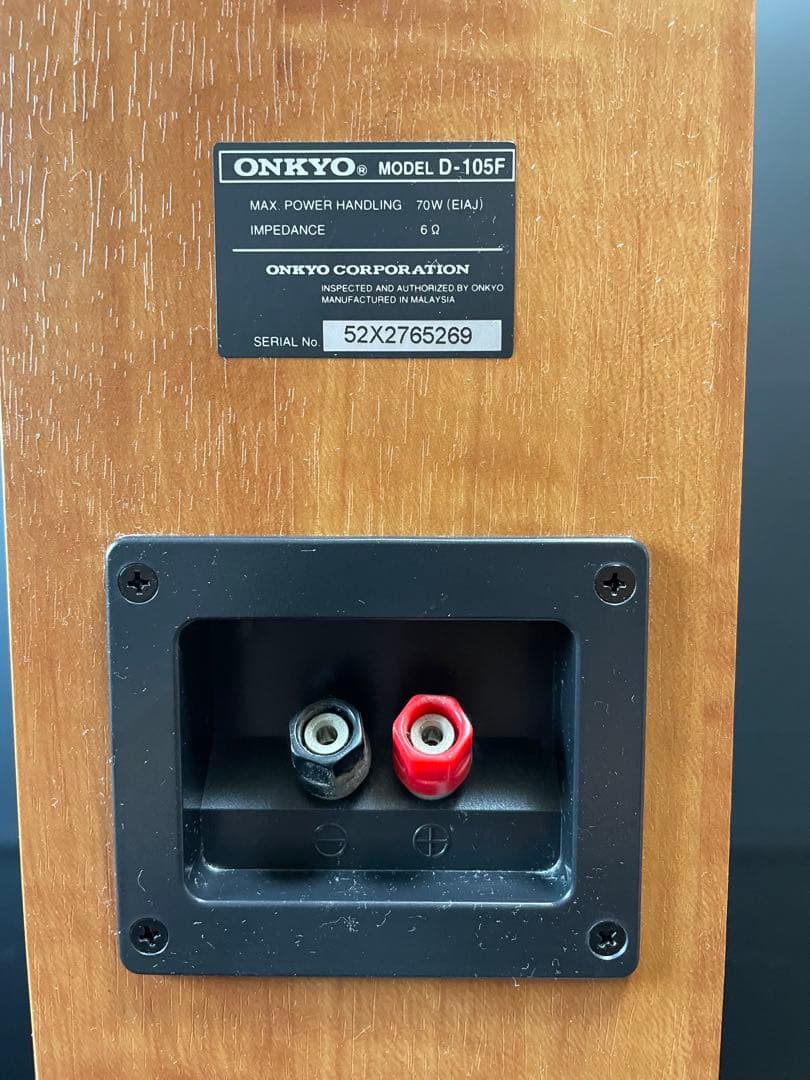 ONKYO® MODEL D-105F
MAX. POWER HANDLING 70W (EIAJ)
IMPEDANCE 6 Ω
ONKYO CORPORATION
INSPECTED AND AUTHORIZED BY ONKYO
MANUFACTURED IN MALAYSIA
SERIAL No. 52X2765269
⊖ ⊕